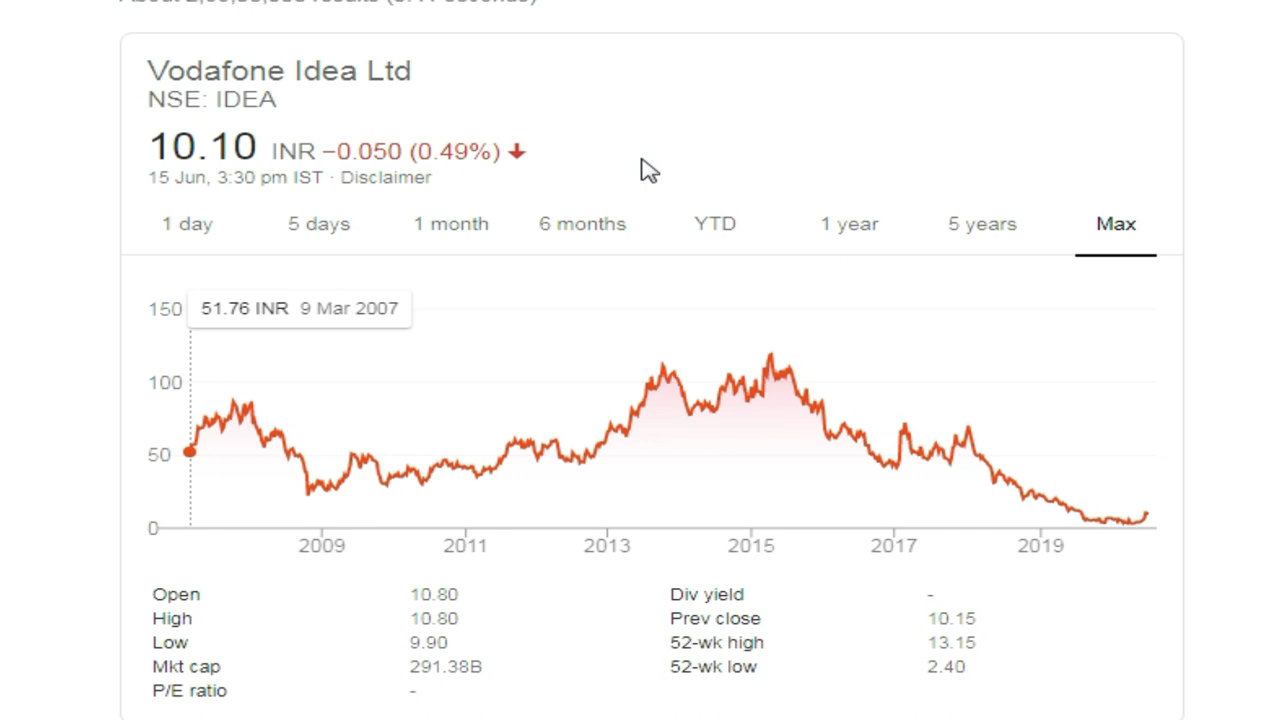 Vodafone Idea Ltd
NSE: IDEA
10.10 INR −0.050 (0.49%)
15 Jun, 3:30 pm IST · Disclaimer
1 day 5 days 1 month 6 months YTD 1 year 5 years Max
150 51.76 INR 9 Mar 2007
100
50
0
2009 2011 2013 2015 2017 2019
Open 10.80 Div yield -
High 10.80 Prev close 10.15
Low 9.90 52-wk high 13.15
Mkt cap 291.38B 52-wk low 2.40
P/E ratio -